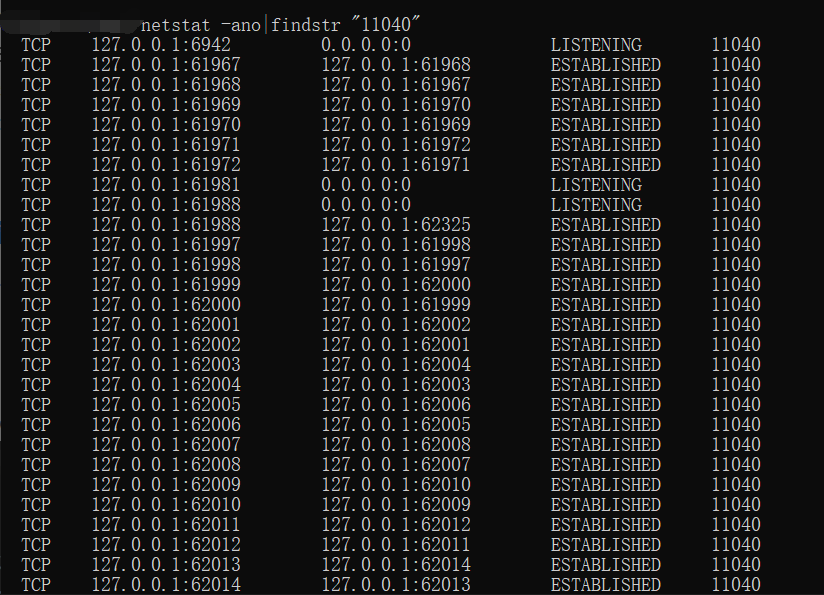 netstat -ano|findstr "11040"
TCP 127.0.0.1:6942 0.0.0.0:0 LISTENING 11040
TCP 127.0.0.1:61967 127.0.0.1:61968 ESTABLISHED 11040
TCP 127.0.0.1:61968 127.0.0.1:61967 ESTABLISHED 11040
TCP 127.0.0.1:61969 127.0.0.1:61970 ESTABLISHED 11040
TCP 127.0.0.1:61970 127.0.0.1:61969 ESTABLISHED 11040
TCP 127.0.0.1:61971 127.0.0.1:61972 ESTABLISHED 11040
TCP 127.0.0.1:61972 127.0.0.1:61971 ESTABLISHED 11040
TCP 127.0.0.1:61981 0.0.0.0:0 LISTENING 11040
TCP 127.0.0.1:61988 0.0.0.0:0 LISTENING 11040
TCP 127.0.0.1:61988 127.0.0.1:62325 ESTABLISHED 11040
TCP 127.0.0.1:61997 127.0.0.1:61998 ESTABLISHED 11040
TCP 127.0.0.1:61998 127.0.0.1:61997 ESTABLISHED 11040
TCP 127.0.0.1:61999 127.0.0.1:62000 ESTABLISHED 11040
TCP 127.0.0.1:62000 127.0.0.1:61999 ESTABLISHED 11040
TCP 127.0.0.1:62001 127.0.0.1:62002 ESTABLISHED 11040
TCP 127.0.0.1:62002 127.0.0.1:62001 ESTABLISHED 11040
TCP 127.0.0.1:62003 127.0.0.1:62004 ESTABLISHED 11040
TCP 127.0.0.1:62004 127.0.0.1:62003 ESTABLISHED 11040
TCP 127.0.0.1:62005 127.0.0.1:62006 ESTABLISHED 11040
TCP 127.0.0.1:62006 127.0.0.1:62005 ESTABLISHED 11040
TCP 127.0.0.1:62007 127.0.0.1:62008 ESTABLISHED 11040
TCP 127.0.0.1:62008 127.0.0.1:62007 ESTABLISHED 11040
TCP 127.0.0.1:62009 127.0.0.1:62010 ESTABLISHED 11040
TCP 127.0.0.1:62010 127.0.0.1:62009 ESTABLISHED 11040
TCP 127.0.0.1:62011 127.0.0.1:62012 ESTABLISHED 11040
TCP 127.0.0.1:62012 127.0.0.1:62011 ESTABLISHED 11040
TCP 127.0.0.1:62013 127.0.0.1:62014 ESTABLISHED 11040
TCP 127.0.0.1:62014 127.0.0.1:62013 ESTABLISHED 11040